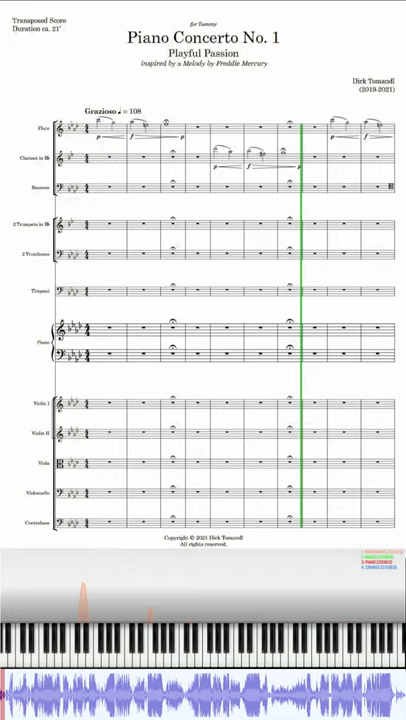 Transposed Score
Duration ca. 21'
for Tammy
Piano Concerto No. 1
Playful Passion
inspired by a Melody by Freddie Mercury
Dirk Tomandl
(2019-2021)
Grazioso ♩ = 108
Flute
p f p
Clarinet in B♭
p f p
Bassoon
2 Trumpets in B♭
2 Trombones
Timpani
Piano
Violin I
Violin II
Viola
Violoncello
Contrabass
Copyright © 2021 Dirk Tomandl
All rights reserved.